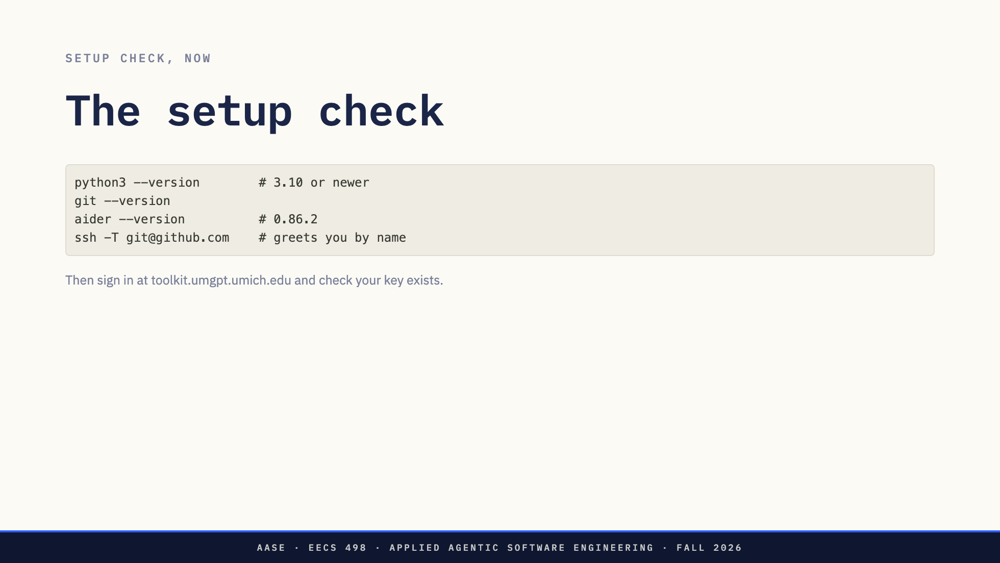 SETUP CHECK, NOW
The setup check
python3 --version        # 3.10 or newer
git --version
aider --version          # 0.86.2
ssh -T git@github.com    # greets you by name
Then sign in at toolkit.umgpt.umich.edu and check your key exists.
AASE · EECS 498 · APPLIED AGENTIC SOFTWARE ENGINEERING · FALL 2026